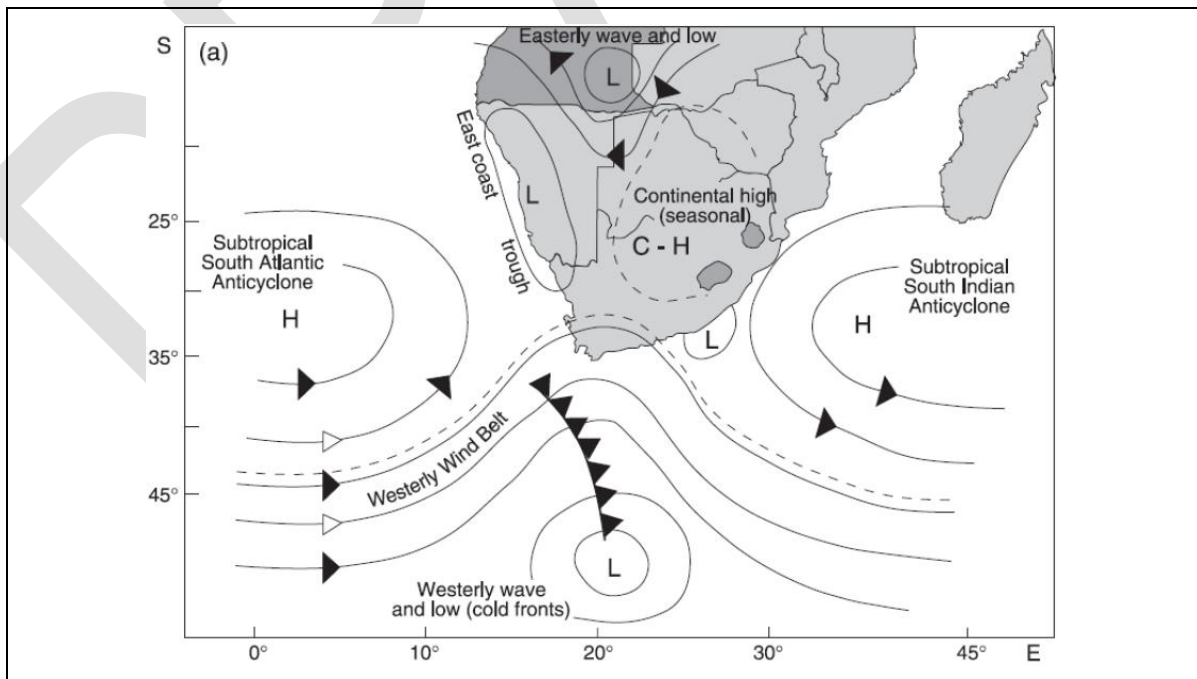 S
(a)
Easterly wave and low
L
East coast
trough
L
Continental high
(seasonal)
C - H
25°
Subtropical
South Atlantic
Anticyclone
H
Subtropical
South Indian
Anticyclone
H
L
35°
Westerly Wind Belt
45°
L
Westerly wave
and low (cold fronts)
0°
10°
20°
30°
45°
E